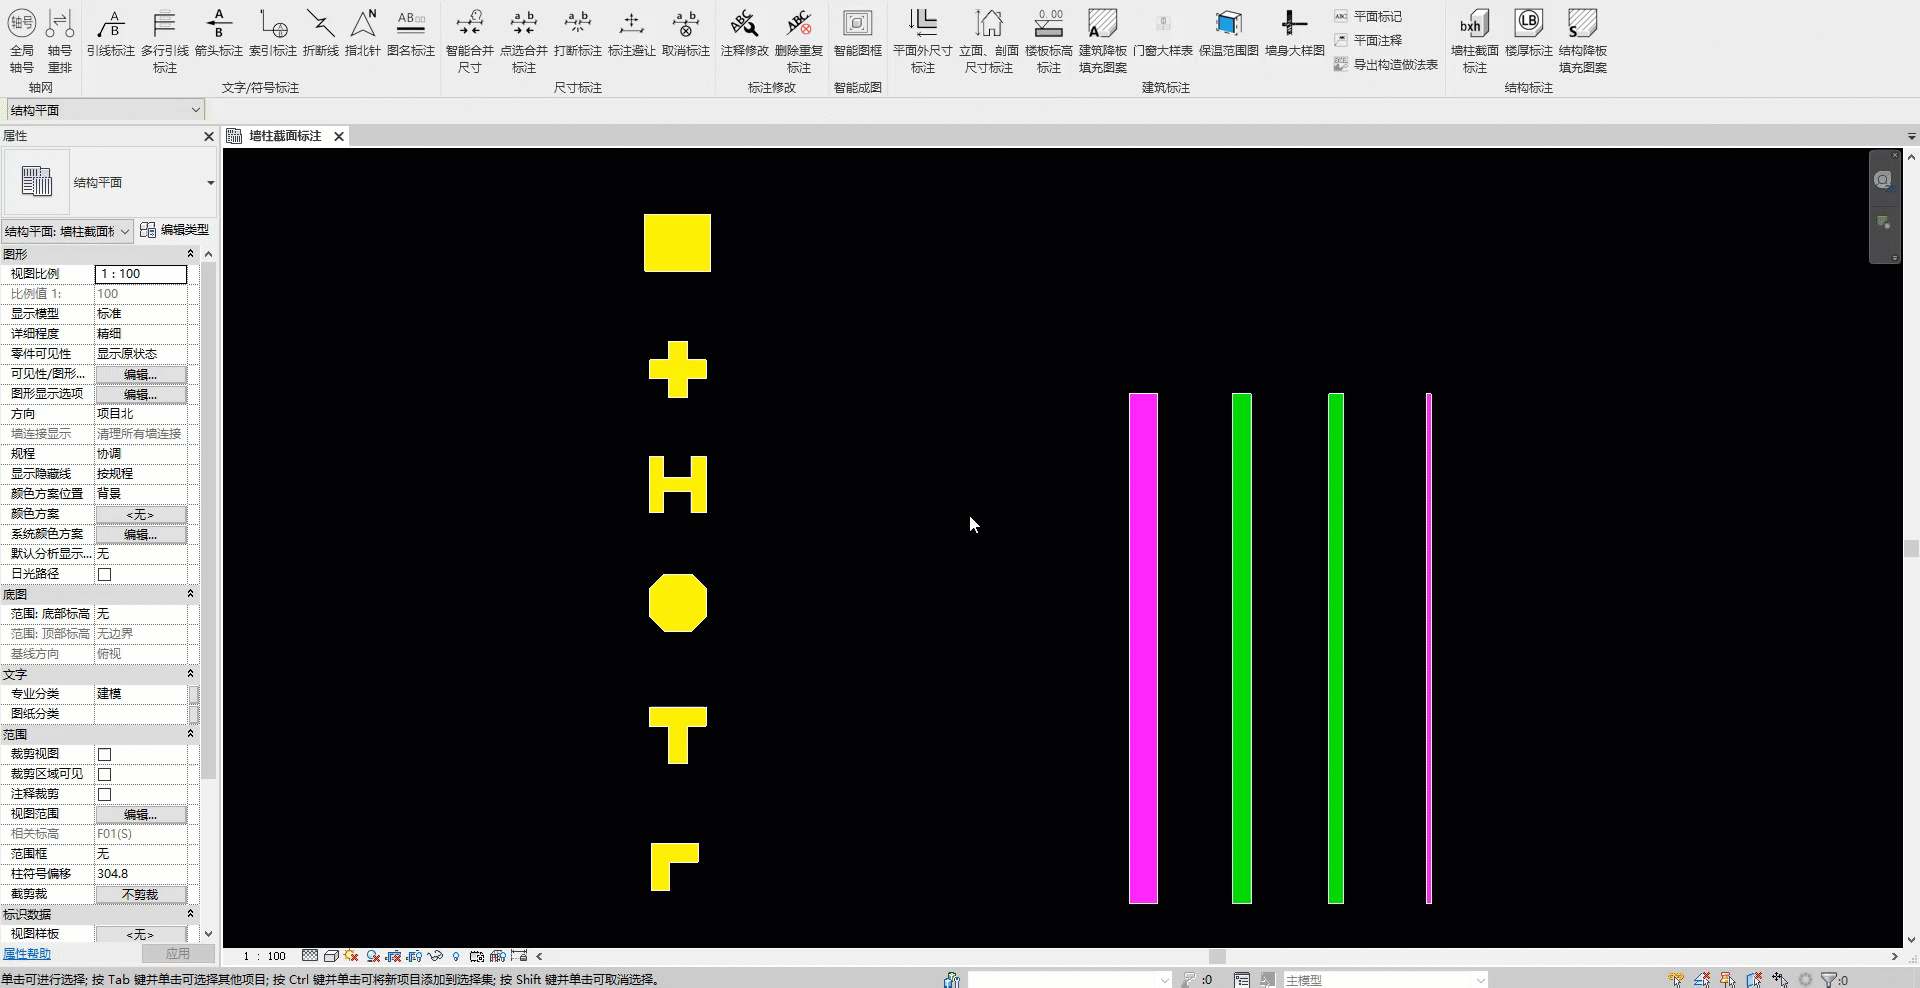 轴号
A
B
A
B
N
AB
a b
a b
a b
a b
ABC
ABC
0. 00
A
ABC
平面标记
平面注释
导出构造做法表
bxh
LB
S
全局
轴号
轴号
重排
引线标注
多行引线
标注
箭头标注
索引标注
折断线
指北针
图名标注
智能合并
尺寸
点选合并
标注
打断标注
标注避让
取消标注
注释修改
删除重复
标注
智能图框
平面外尺寸
标注
立面、剖面
尺寸标注
楼板标高
标注
建筑降板
填充图案
门窗大样表
保温范围图
墙身大样图
墙柱截面
标注
楼厚标注
结构降板
填充图案
轴网
文字/符号标注
尺寸标注
标注修改
智能成图
建筑标注
结构标注
结构平面
属性
墙柱截面标注
结构平面
结构平面: 墙柱截面标
编辑类型
图形
视图比例 1 : 100
比例值 1: 100
显示模型 标准
详细程度 精细
零件可见性 显示原状态
可见性/图形... 编辑...
图形显示选项 编辑...
方向 项目北
墙连接显示 清理所有墙连接
规程 协调
显示隐藏线 按规程
颜色方案位置 背景
颜色方案 <无>
系统颜色方案 编辑...
默认分析显示... 无
日光路径
底图
范围: 底部标高 无
范围: 顶部标高 无边界
基线方向 俯视
文字
专业分类 建模
图纸分类
范围
裁剪视图
裁剪区域可见
注释裁剪
视图范围 编辑...
相关标高 F01(S)
范围框 无
柱符号偏移 304.8
截剪裁 不剪裁
标识数据
视图样板 <无>
属性帮助 应用
1 : 100
单击可进行选择; 按 Tab 键并单击可选择其他项目; 按 Ctrl 键并单击可将新项目添加到选择集; 按 Shift 键并单击可取消选择。
:0
主模型
:0